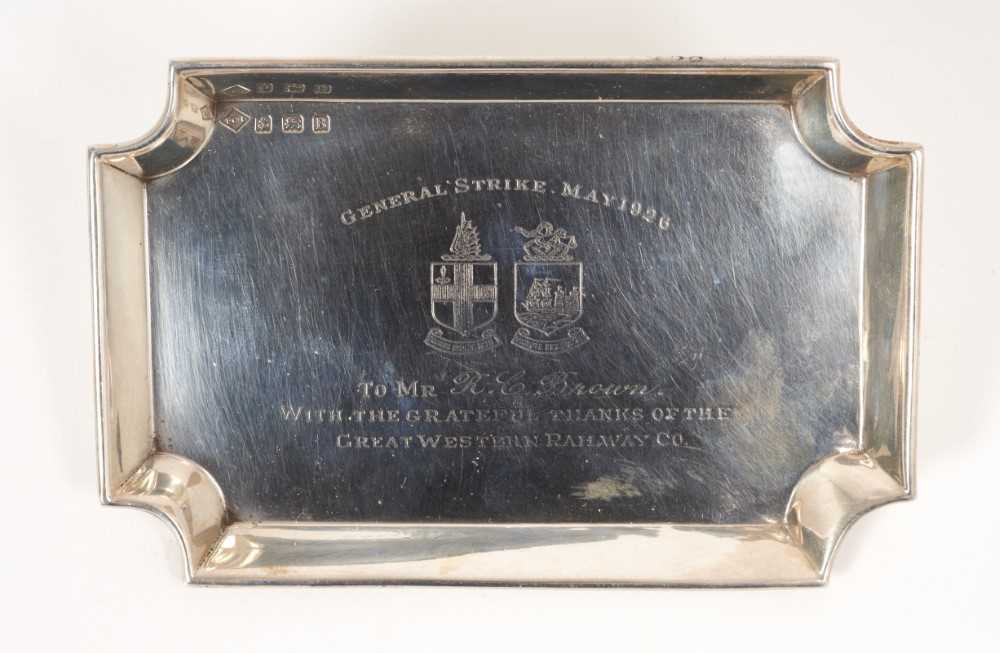 B
GENERAL STRIKE. MAY 1926
TO MR R. C. Brown.
WITH THE GRATEFUL THANKS OF THE
GREAT WESTERN RAILWAY CO.